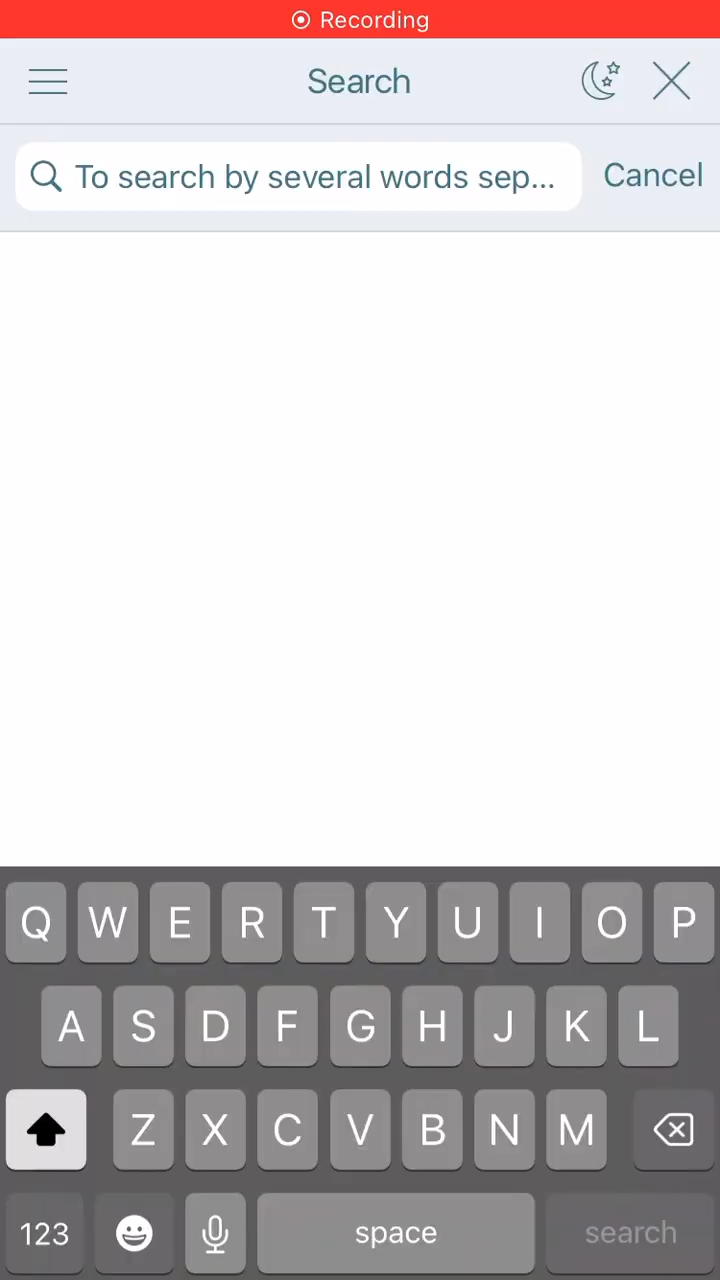 Recording
Search
To search by several words sep...
Cancel
Q W E R T Y U I O P
A S D F G H J K L
Z X C V B N M
123 space search